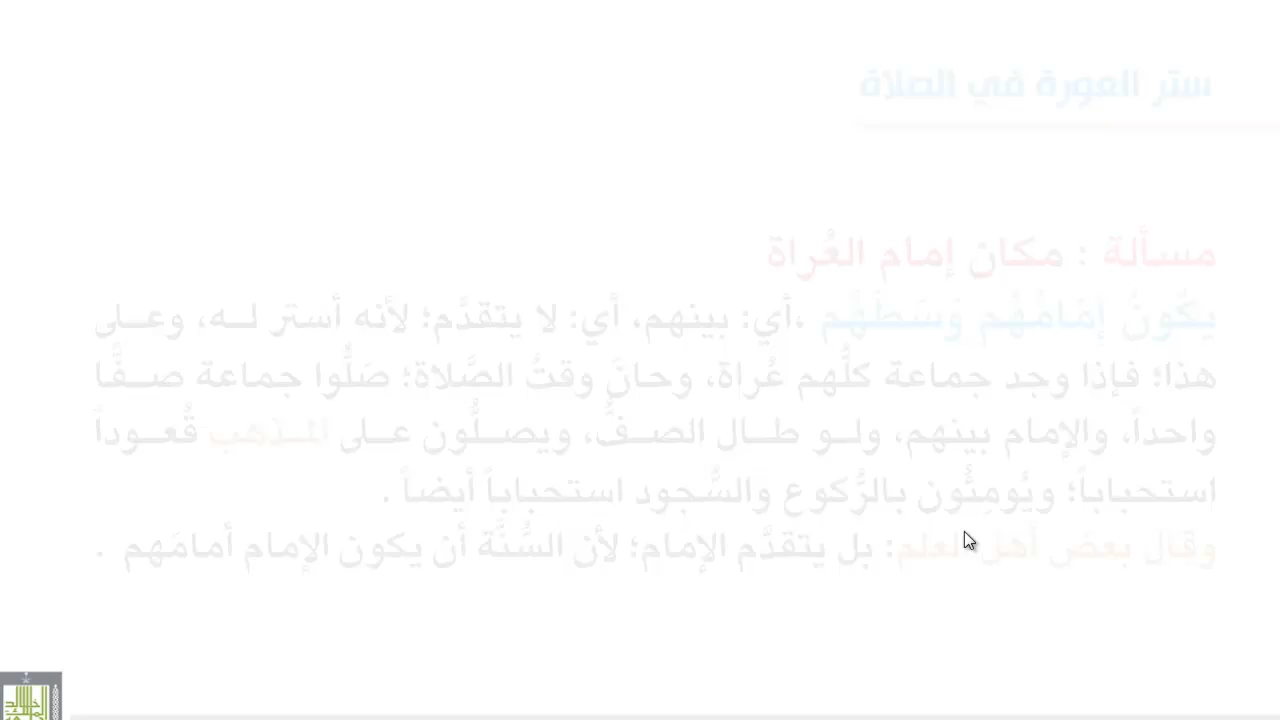 ستر العورة في الصلاة
مسألة : مكان إمام العُراة
يكُونُ إمَامُهُم وَسَطَهُم ،أي: بينهم، أي: لا يتقدَّم؛ لأنه أستر له، وعلى
هذا؛ فإذا وجد جماعة كلُّهم عُراة، وحانَ وقتُ الصَّلاة؛ صَلُّوا جماعة صفًّا
واحداً، والإمام بينهم، ولو طال الصفُّ، ويصلُّون على المذهب قُعوداً
استحباباً؛ ويُومِئُون بالرُّكوع والسُّجود استحباباً أيضاً .
وقال بعض أهل العلم: بل يتقدَّم الإمام؛ لأن السُّنَّة أن يكون الإمام أمامَهم .